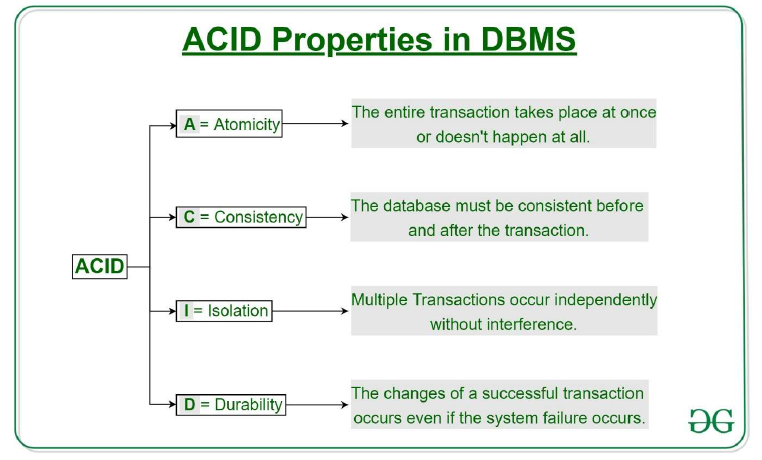 ACID Properties in DBMS
A = Atomicity
The entire transaction takes place at once
or doesn't happen at all.
C = Consistency
The database must be consistent before
and after the transaction.
ACID
I = Isolation
Multiple Transactions occur independently
without interference.
D = Durability
The changes of a successful transaction
occurs even if the system failure occurs.